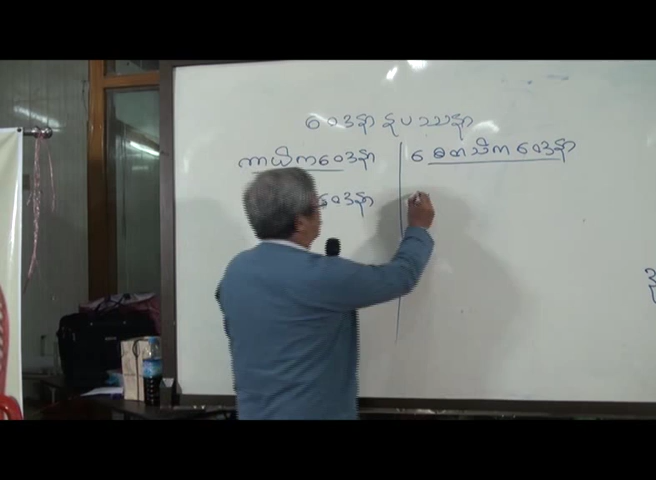 ဝေဒနာ နုပဿနာ
ကာယိကဝေဒနာ စေတသိကဝေဒနာ
ဝေဒနာ